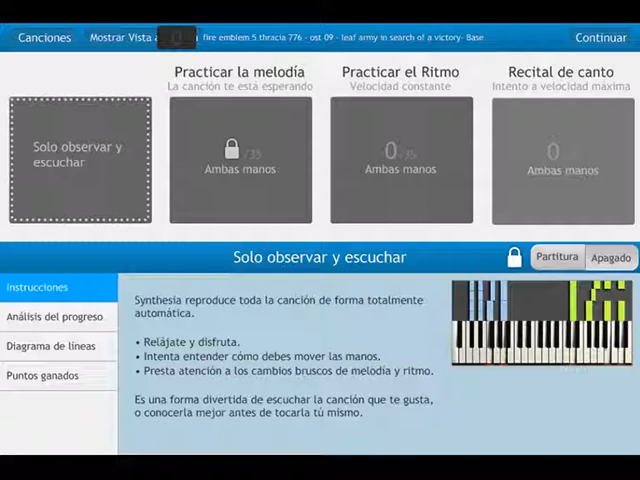 Canciones
Mostrar Vista a
fire emblem 5 thracia 776 - ost 09 - leaf army in search of a victory- Base
Continuar
Practicar la melodía
La canción te está esperando
Practicar el Ritmo
Velocidad constante
Recital de canto
Intento a velocidad máxima
Solo observar y
escuchar
/35
Ambas manos
0
Ambas manos
0
Ambas manos
Solo observar y escuchar
Partitura
Apagado
Instrucciones
Análisis del progreso
Diagrama de líneas
Puntos ganados
Synthesia reproduce toda la canción de forma totalmente
automática.
• Relájate y disfruta.
• Intenta entender cómo debes mover las manos.
• Presta atención a los cambios bruscos de melodía y ritmo.
Es una forma divertida de escuchar la canción que te gusta,
o conocerla mejor antes de tocarla tú mismo.